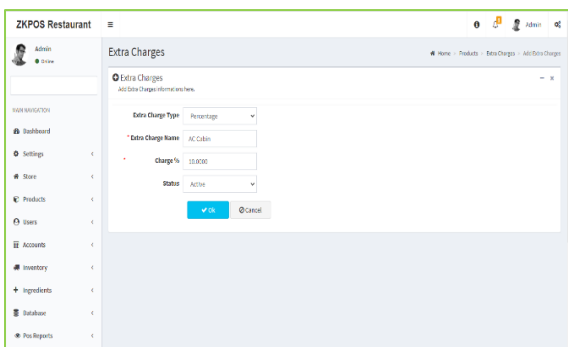 ZKPOS Restaurant
Admin
Admin
Online
Extra Charges
Home > Products > Extra Charges > Add Extra Charges
Extra Charges
Add Extra Charges informations here.
MAIN NAVIGATION
Dashboard
Settings
Store
Products
Users
Accounts
Inventory
Ingredients
Database
Pos Reports
Extra Charge Type Percentage
* Extra Charge Name AC Cabin
* Charge % 10.0000
Status Active
Ok Cancel